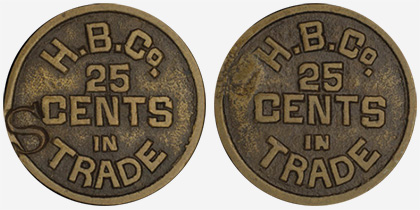 H.B.Co.
25
CENTS
IN
TRADE
H.B.Co.
25
CENTS
IN
TRADE